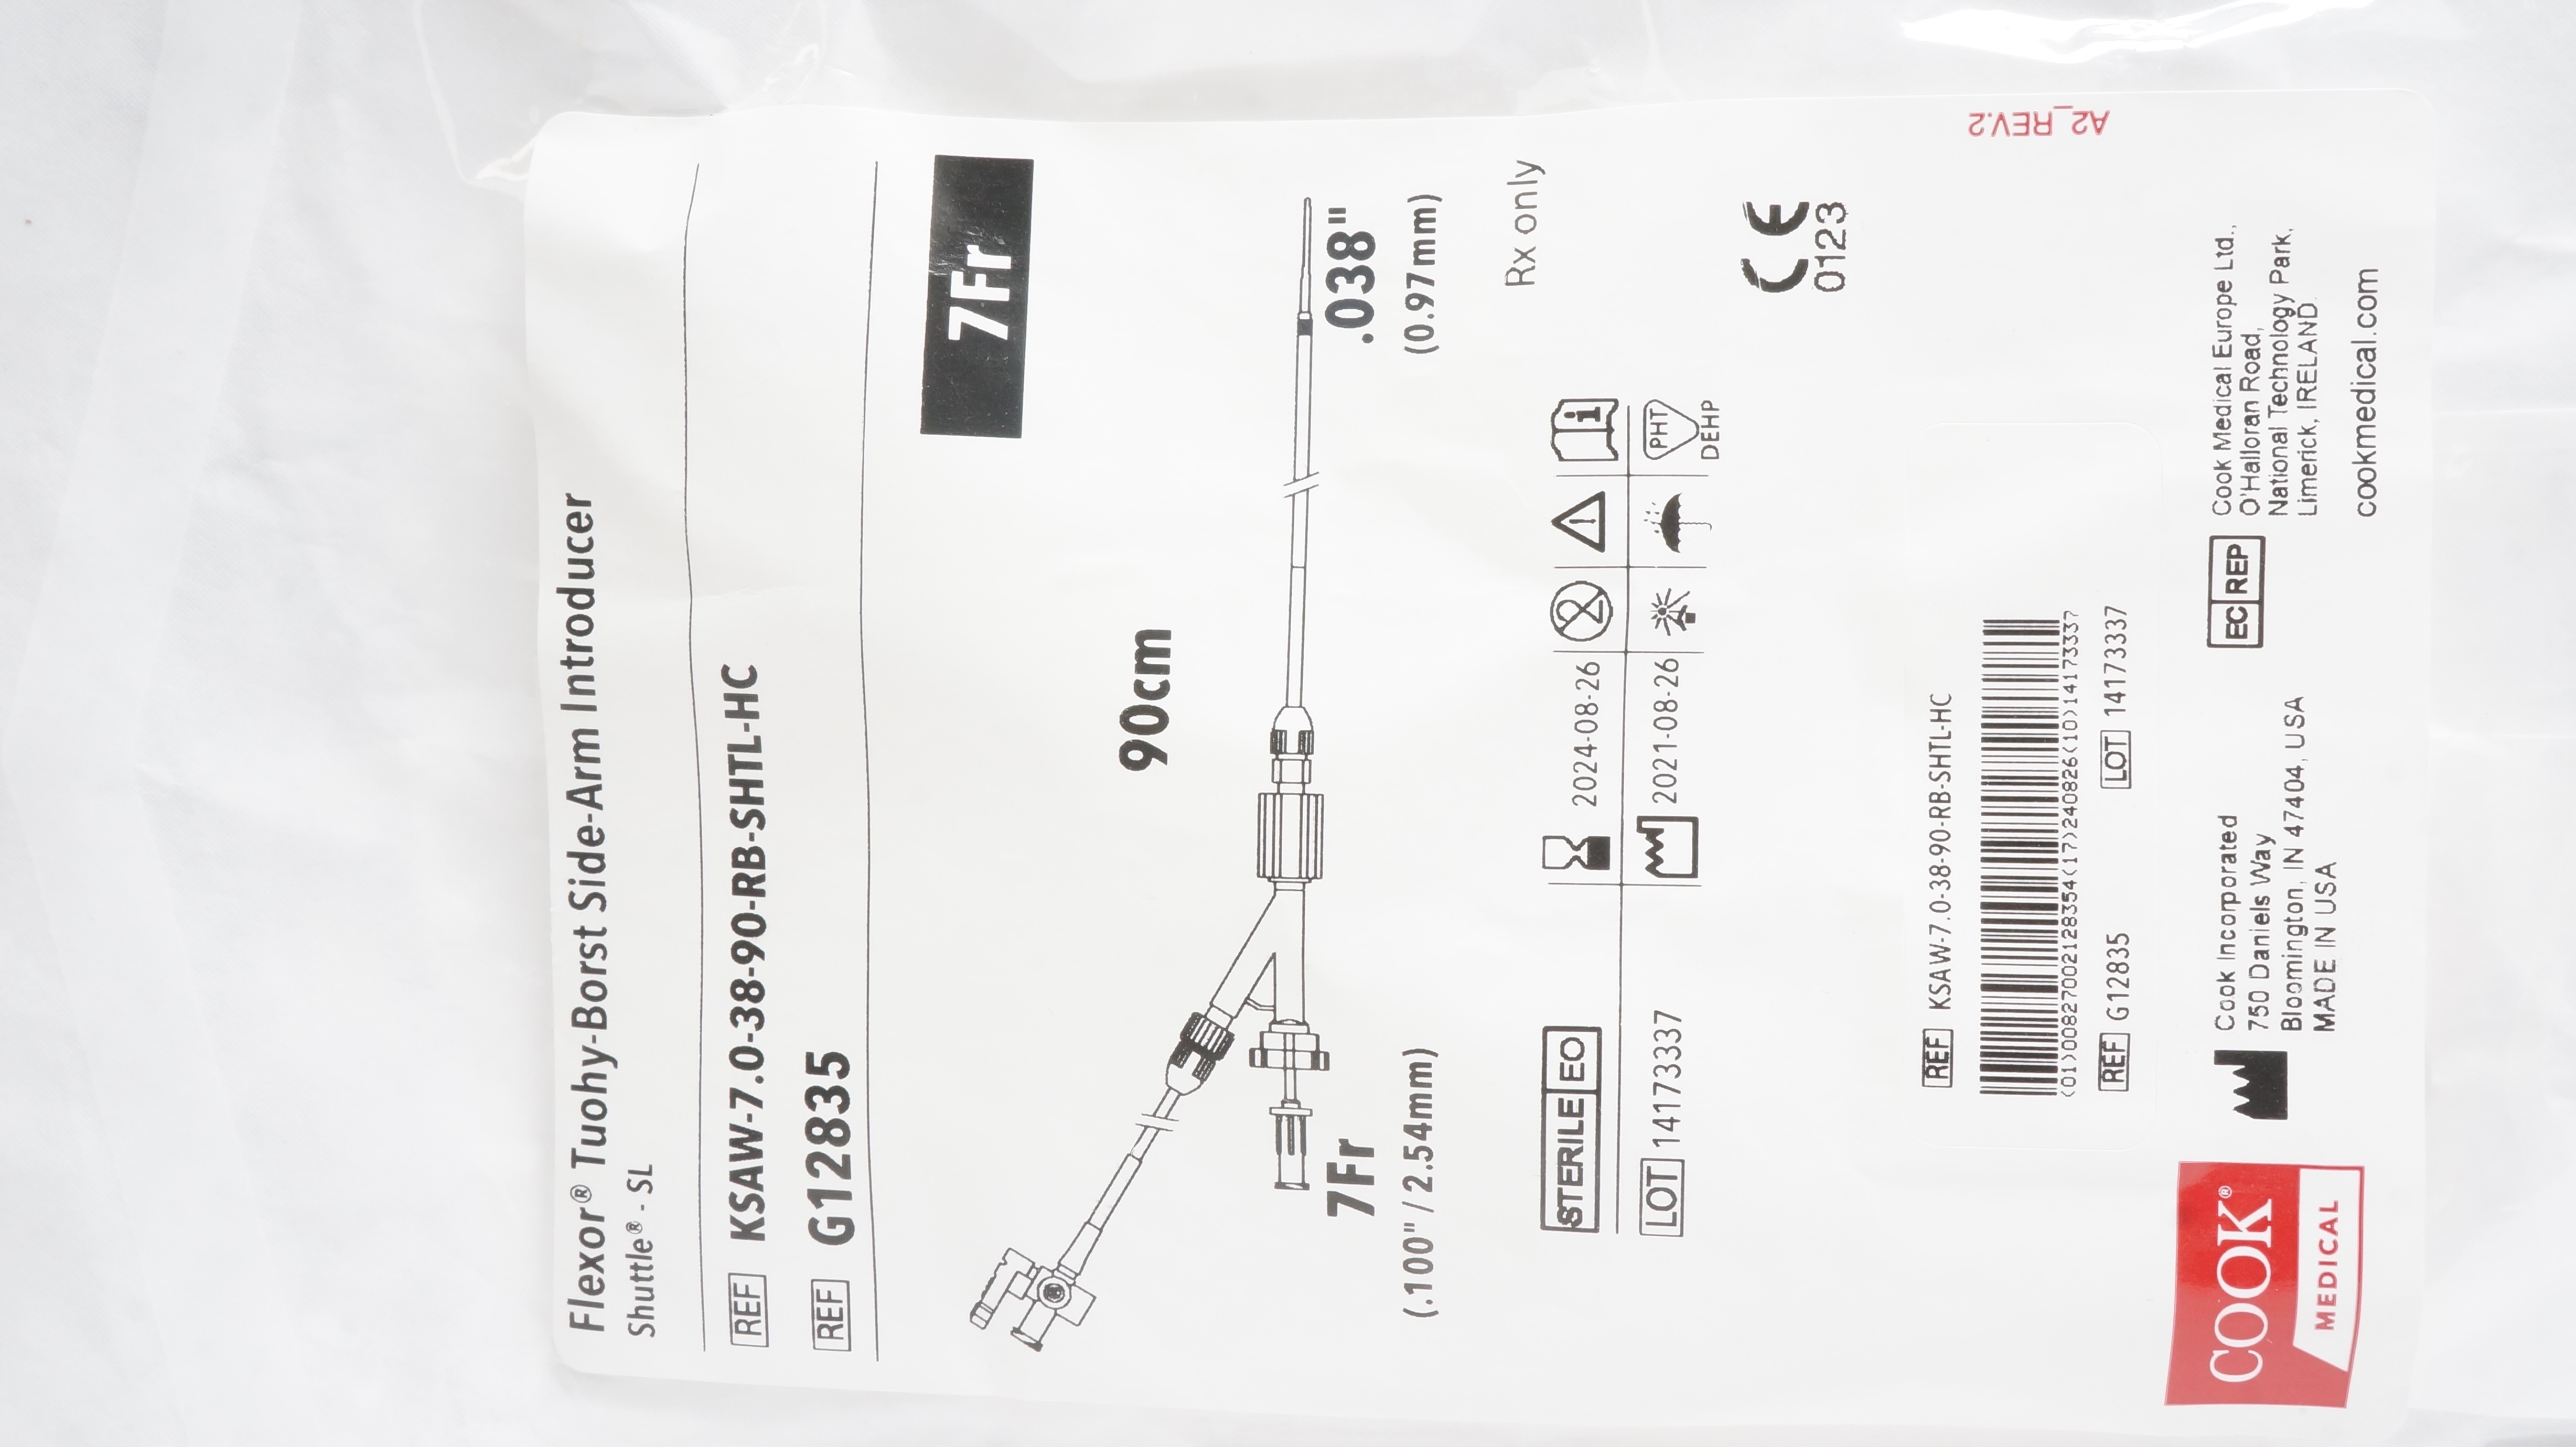 Flexor® Tuohy-Borst Side-Arm Introducer
Shuttle® - SL
REF KSAW-7.0-38-90-RB-SHTL-HC
REF G12835
7Fr
90cm
7Fr
(.100" / 2.54mm)
.038"
(0.97mm)
Rx only
STERILE EO
2024-08-26
LOT 14173337
2021-08-26
PHT
DEHP
CE
0123
REF KSAW-7.0-38-90-RB-SHTL-HC
(01)00827002128354(17)240826(10)14173337
REF G12835
LOT 14173337
COOK®
MEDICAL
Cook Incorporated
750 Daniels Way
Bloomington, IN 47404, USA
MADE IN USA
EC REP
Cook Medical Europe Ltd.,
O'Halloran Road,
National Technology Park,
Limerick, IRELAND.
cookmedical.com
A2_REV.2